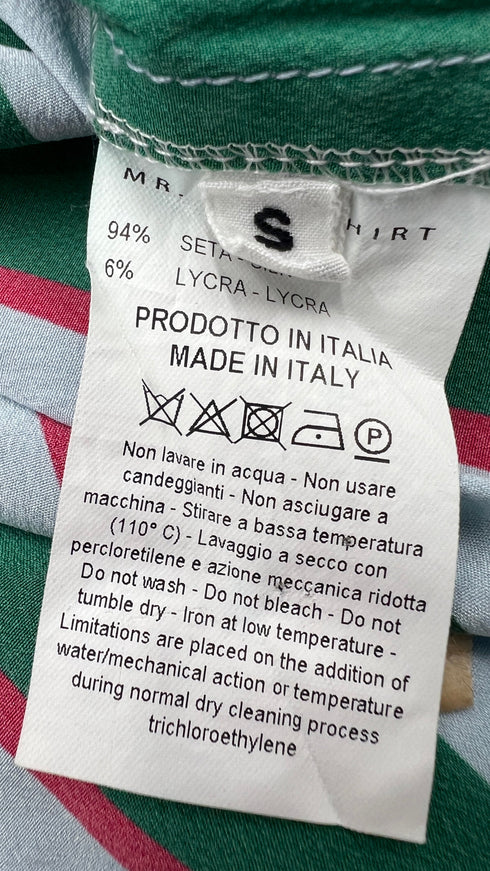 MR. HIRT
S
94% SETA -
6% LYCRA - LYCRA
PRODOTTO IN ITALIA
MADE IN ITALY
P
Non lavare in acqua - Non usare
candeggianti - Non asciugare a
macchina - Stirare a bassa temperatura
(110° C) - Lavaggio a secco con
percloretilene e azione meccanica ridotta
Do not wash - Do not bleach - Do not
tumble dry - Iron at low temperature -
Limitations are placed on the addition of
water/mechanical action or temperature
during normal dry cleaning process
trichloroethylene